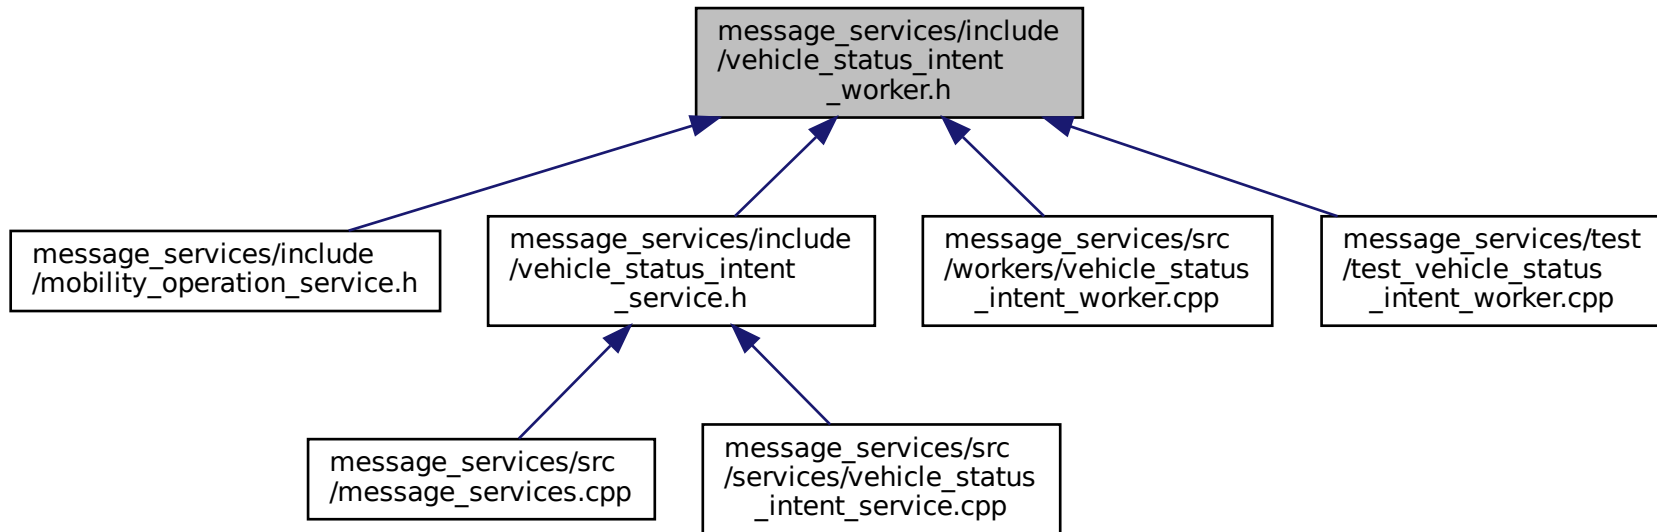 message_services/include
/vehicle_status_intent
_worker.h
message_services/include
/mobility_operation_service.h
message_services/include
/vehicle_status_intent
_service.h
message_services/src
/workers/vehicle_status
_intent_worker.cpp
message_services/test
/test_vehicle_status
_intent_worker.cpp
message_services/src
/message_services.cpp
message_services/src
/services/vehicle_status
_intent_service.cpp